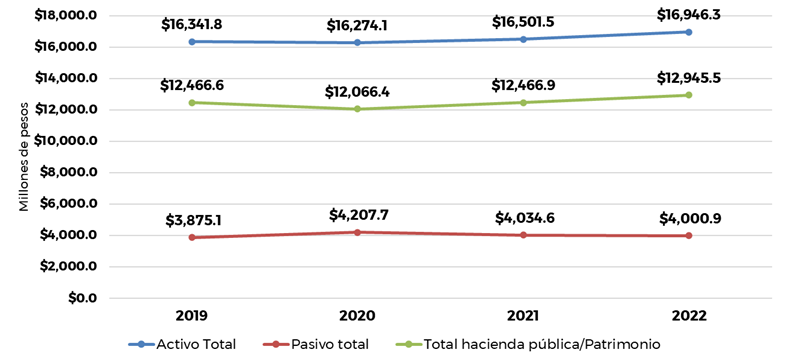 $18,000.0
$16,000.0
$14,000.0
$12,000.0
$10,000.0
$8,000.0
$6,000.0
$4,000.0
$2,000.0
$0.0
Millones de pesos
$16,341.8 $16,274.1 $16,501.5 $16,946.3
$12,466.6 $12,066.4 $12,466.9 $12,945.5
$3,875.1 $4,207.7 $4,034.6 $4,000.9
2019 2020 2021 2022
Activo Total Pasivo total Total hacienda pública/Patrimonio